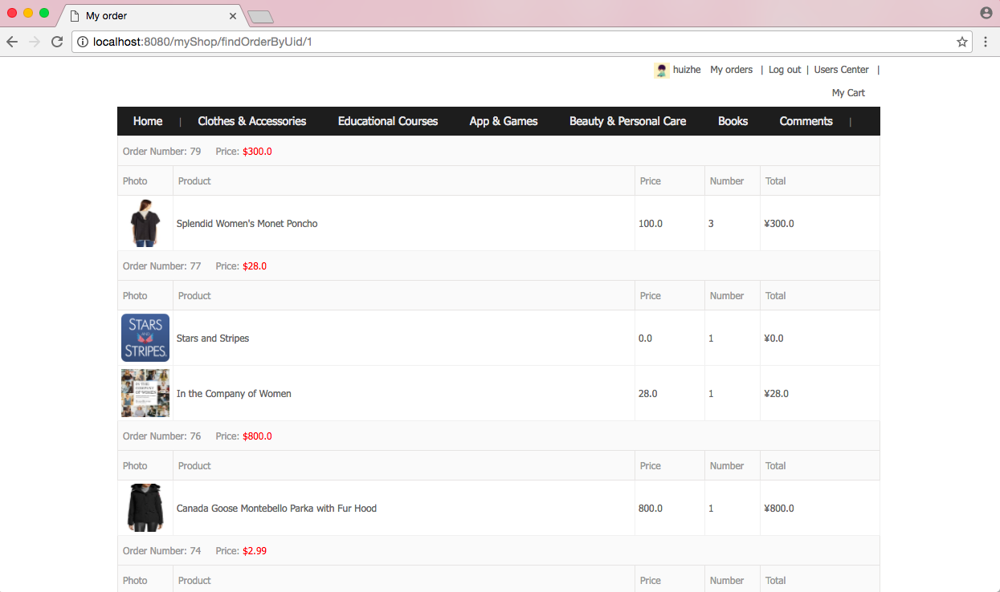 My order
localhost:8080/myShop/findOrderByUid/1
huizhe My orders | Log out | Users Center |
My Cart
Home | Clothes & Accessories Educational Courses App & Games Beauty & Personal Care Books Comments |
Order Number: 79 Price: $300.0
Photo Product Price Number Total
Splendid Women's Monet Poncho 100.0 3 ¥300.0
Order Number: 77 Price: $28.0
Photo Product Price Number Total
STARS
AND
STRIPES
Stars and Stripes 0.0 1 ¥0.0
IN THE
COMPANY
OF WOMEN
In the Company of Women 28.0 1 ¥28.0
Order Number: 76 Price: $800.0
Photo Product Price Number Total
Canada Goose Montebello Parka with Fur Hood 800.0 1 ¥800.0
Order Number: 74 Price: $2.99
Photo Product Price Number Total